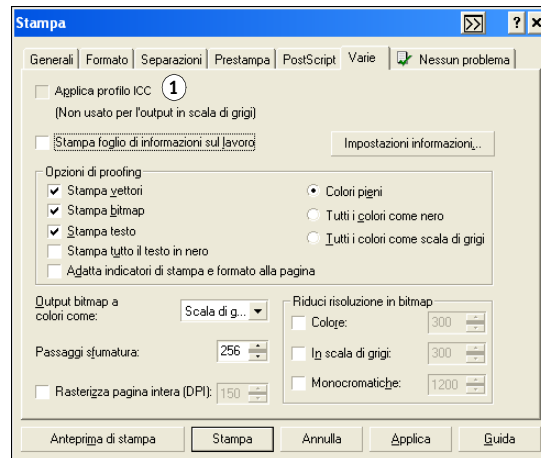 Stampa
Generali Formato Separazioni Prestampa PostScript Varie Nessun problema
Applica profilo ICC 1
(Non usato per l'output in scala di grigi)
Stampa foglio di informazioni sul lavoro Impostazioni informazioni...
Opzioni di proofing
Stampa vettori Colori pieni
Stampa bitmap Tutti i colori come nero
Stampa testo Tutti i colori come scala di grigi
Stampa tutto il testo in nero
Adatta indicatori di stampa e formato alla pagina
Output bitmap a
colori come: Scala di g...
Passaggi sfumatura: 256
Rasterizza pagina intera (DPI): 150
Riduci risoluzione in bitmap
Colore: 300
In scala di grigi: 300
Monocromatiche: 1200
Anteprima di stampa Stampa Annulla Applica Guida